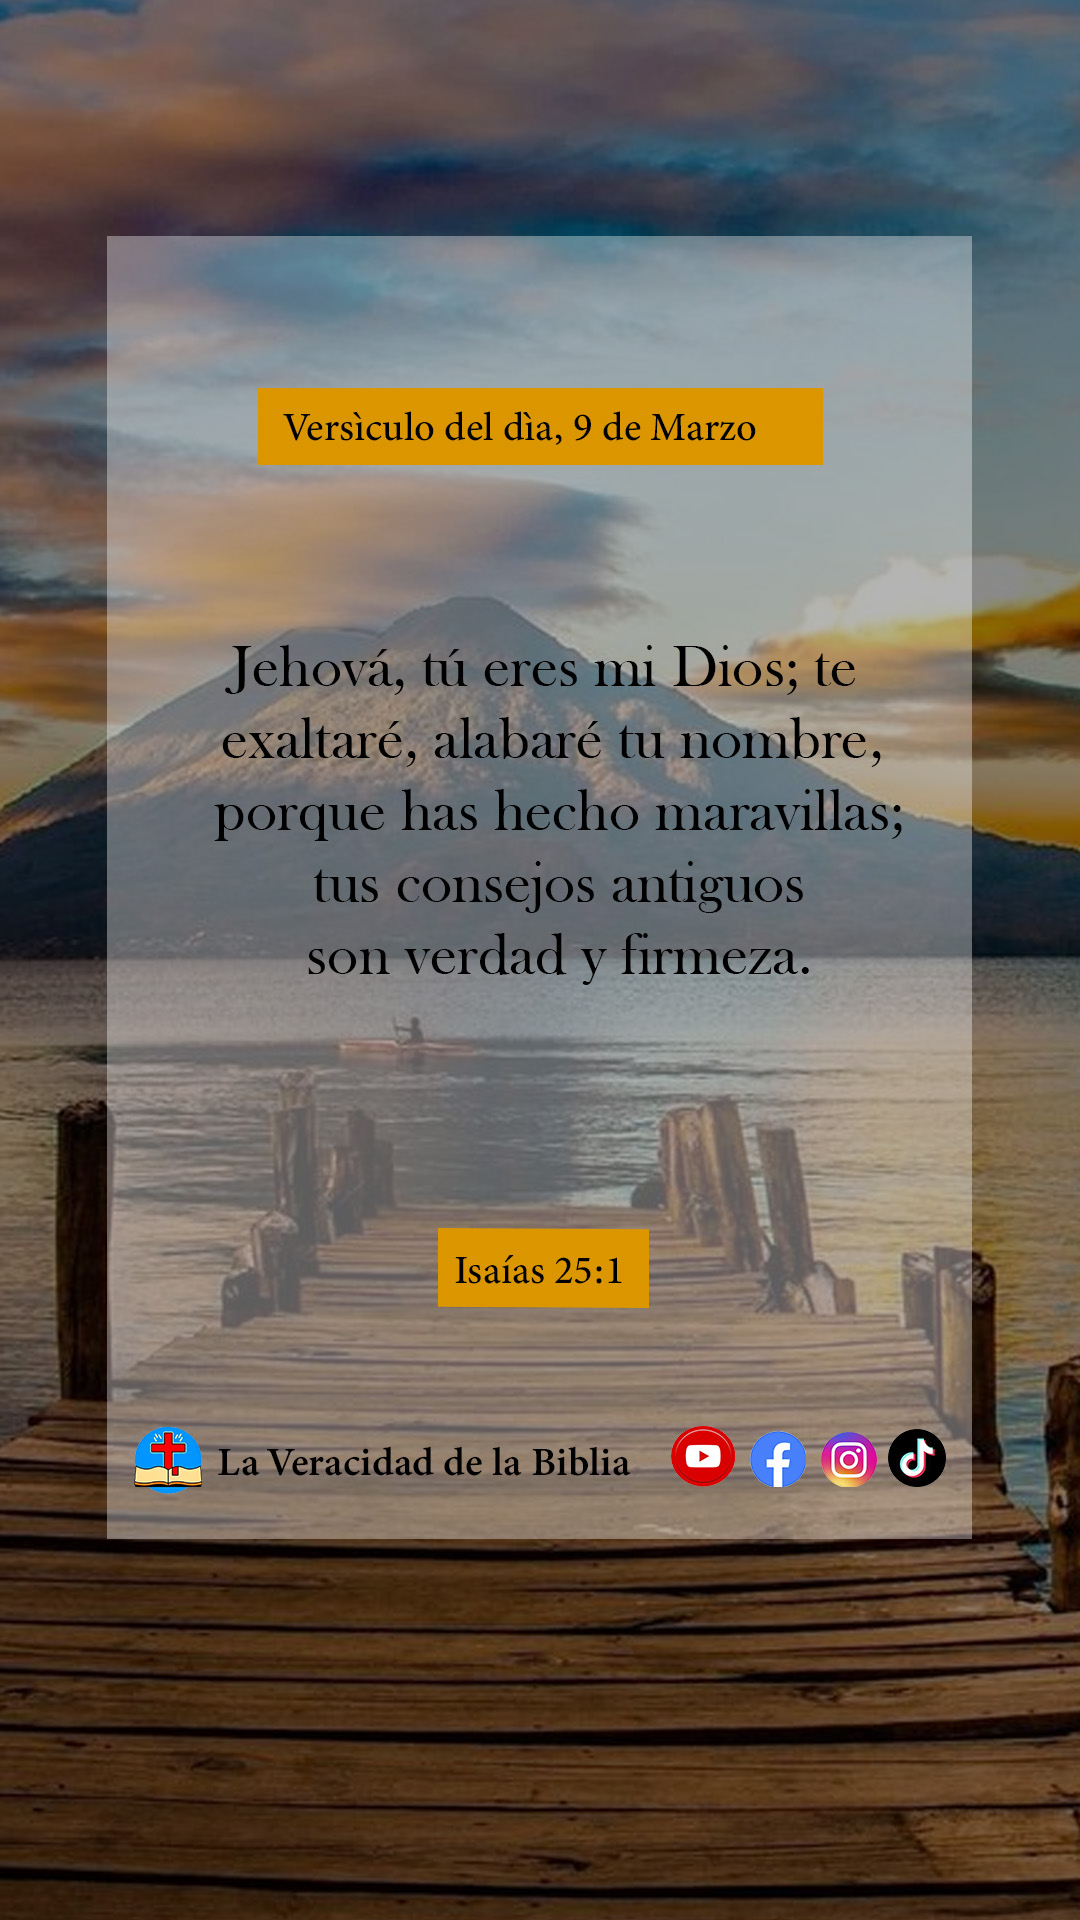 Versìculo del dìa, 9 de Marzo
Jehová, tú eres mi Dios; te
exaltaré, alabaré tu nombre,
porque has hecho maravillas;
tus consejos antiguos
son verdad y firmeza.
Isaías 25:1
La Veracidad de la Biblia